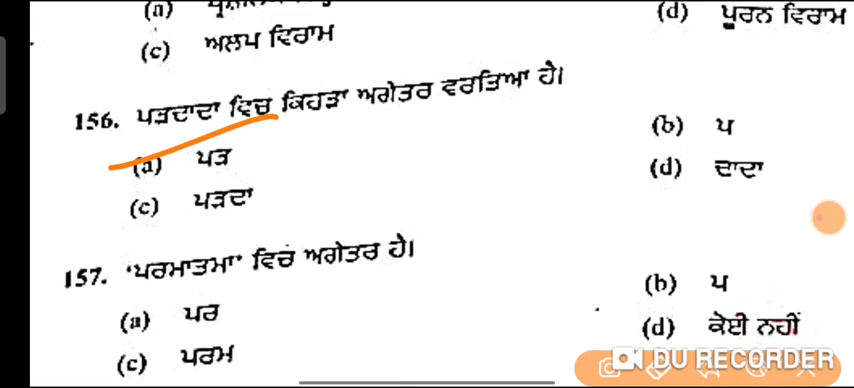 (a)
(c) ਅਲਪ ਵਿਰਾਮ
(d) ਪੂਰਨ ਵਿਰਾਮ
156. ਪੜਦਾਦਾ ਵਿਚ ਕਿਹੜਾ ਅਗੇਤਰ ਵਰਤਿਆ ਹੈ।
(a) ਪੜ
(b) ਪ
(c) ਪੜਦਾ
(d) ਦਾਦਾ
157. 'ਪਰਮਾਤਮਾ' ਵਿਚ ਅਗੇਤਰ ਹੈ।
(a) ਪਰ
(b) ਪ
(c) ਪਰਮ
(d) ਕੋਈ ਨਹੀਂ
DU RECORDER